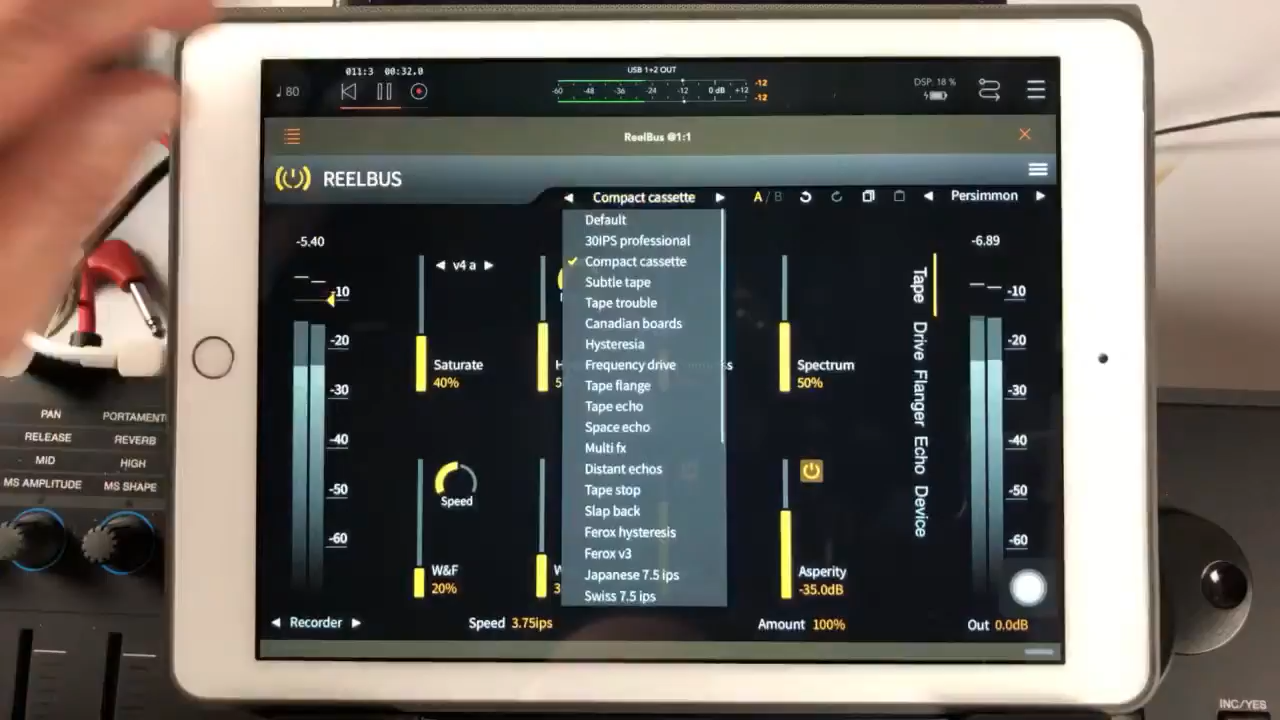 011:3 00:32.0
USB 1+2 OUT
♩80
-60 -48 -36 -24 -12 0 dB +12
-12
-12
DSP: 18 %
ReelBus @1:1
REELBUS
Compact cassette
A / B
Persimmon
Default
30IPS professional
Compact cassette
Subtle tape
Tape trouble
Canadian boards
Hysteresia
Frequency drive
Tape flange
Tape echo
Space echo
Multi fx
Distant echos
Tape stop
Slap back
Ferox hysteresis
Ferox v3
Japanese 7.5 ips
Swiss 7.5 ips
-5.40
-10
-20
-30
-40
-50
-60
v4 a
Saturate
40%
Spectrum
50%
Speed
W&F
20%
Asperity
-35.0dB
Tape
Drive
Flanger
Echo
Device
-6.89
-10
-20
-30
-40
-50
-60
Recorder
Speed 3.75ips
Amount 100%
Out 0.0dB
PAN PORTAMENT
RELEASE REVERB
MID HIGH
MS AMPLITUDE MS SHAPE
INC/YES